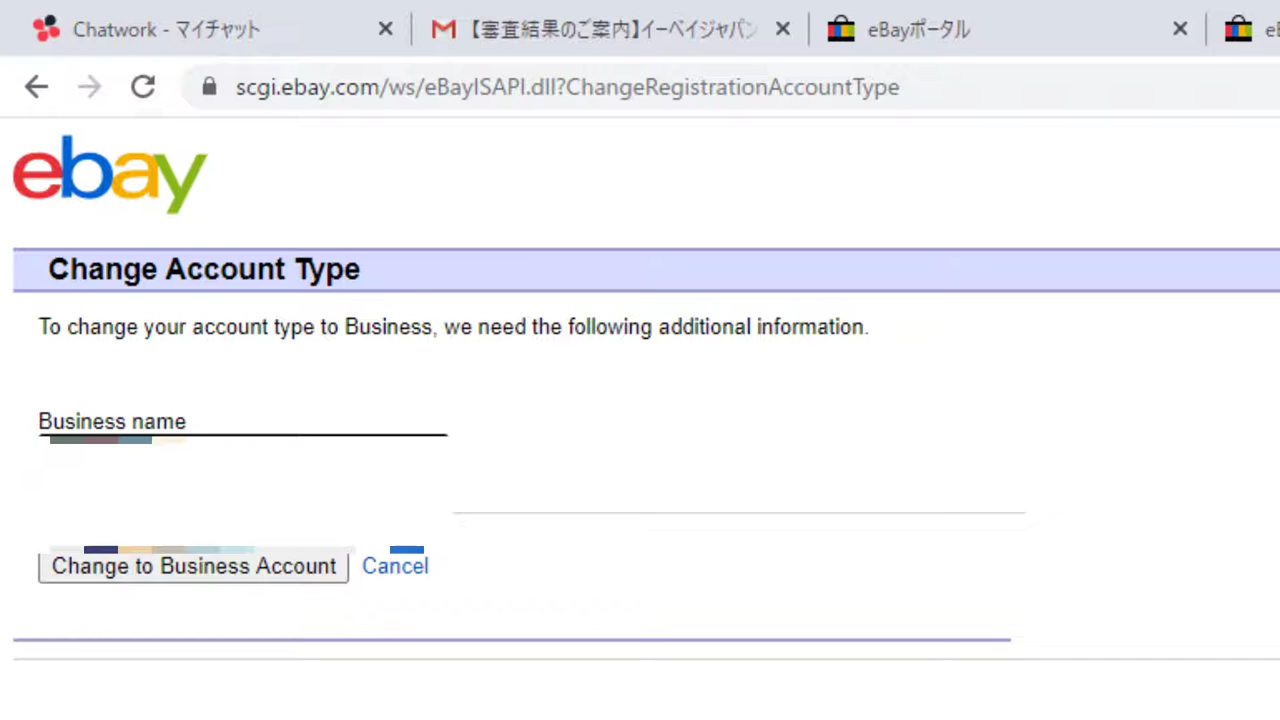 Chatwork - マイチャット
【審査結果のご案内】イーベイジャパン
eBayポータル
scgi.ebay.com/ws/eBayISAPI.dll?ChangeRegistrationAccountType
ebay
Change Account Type
To change your account type to Business, we need the following additional information.
Business name
Change to Business Account Cancel